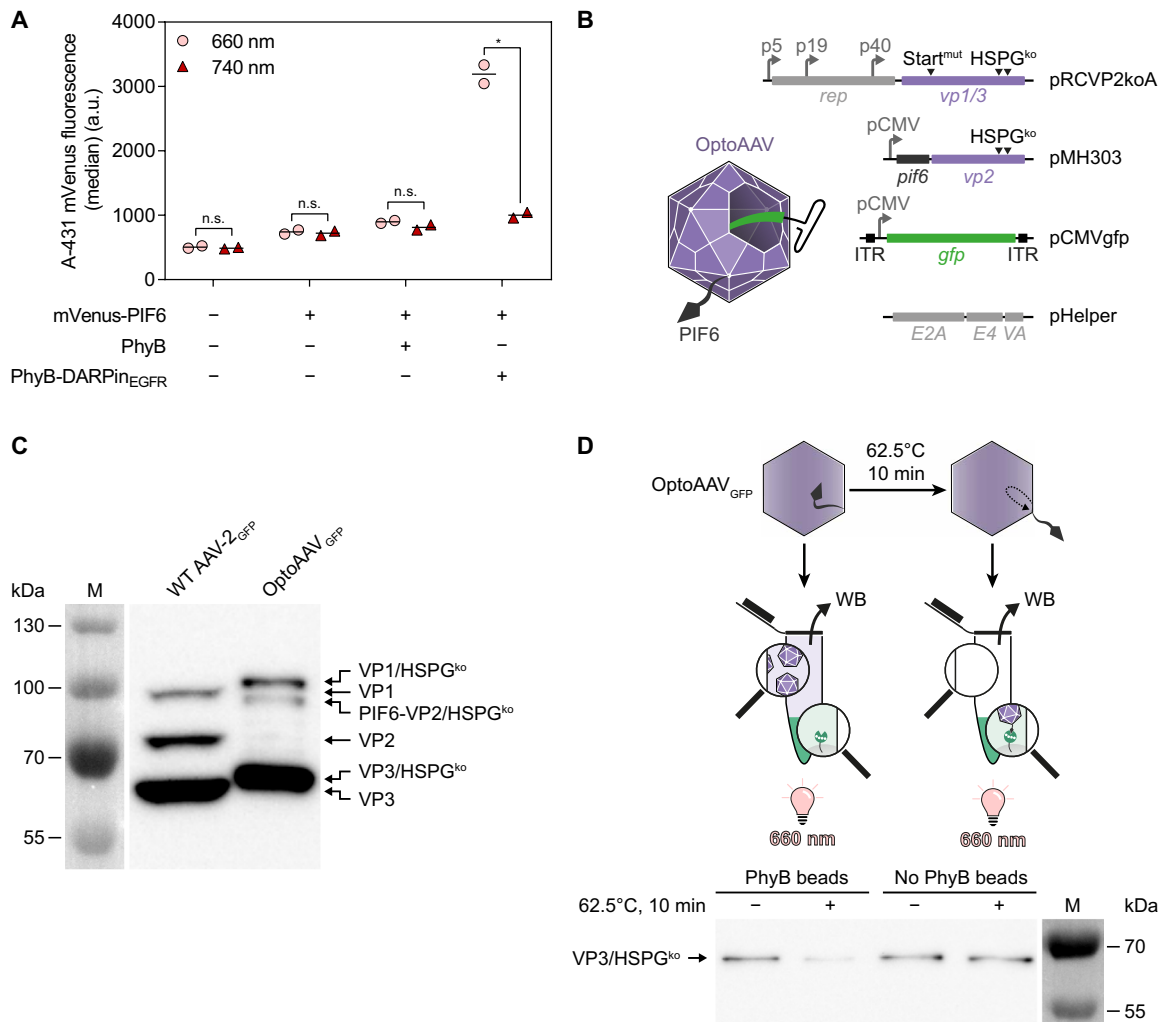 A
4000
3000
2000
1000
0
A-431 mVenus fluorescence
(median) (a.u.)
660 nm
740 nm
n.s.
n.s.
n.s.
*
mVenus-PIF6 – + + +
PhyB – – + –
PhyB-DARPinEGFR – – – +
B
OptoAAV
PIF6
p5 p19 p40 Startmut HSPGko
rep vp1/3 pRCVP2koA
pCMV HSPGko
pif6 vp2 pMH303
pCMV
ITR gfp ITR pCMVgfp
E2A E4 VA pHelper
C
kDa M WT AAV-2GFP OptoAAVGFP
130
100
70
55
VP1/HSPGko
VP1
PIF6-VP2/HSPGko
VP2
VP3/HSPGko
VP3
D
OptoAAVGFP
62.5°C
10 min
WB WB
660 nm 660 nm
PhyB beads No PhyB beads
62.5°C, 10 min – + – + M kDa
VP3/HSPGko
70
55